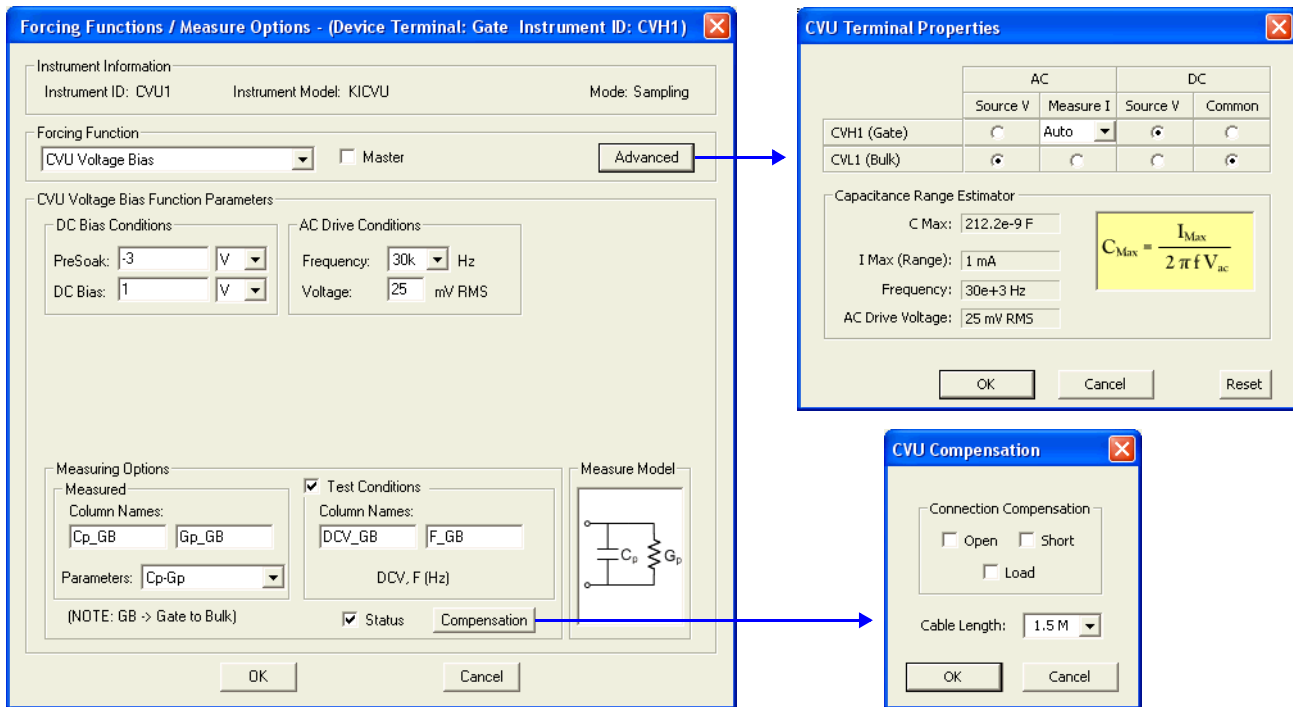 Forcing Functions / Measure Options - (Device Terminal: Gate Instrument ID: CVH1)
Instrument Information
Instrument ID: CVU1 Instrument Model: KICVU Mode: Sampling
Forcing Function
CVU Voltage Bias Master Advanced
CVU Voltage Bias Function Parameters
DC Bias Conditions
PreSoak: -3 V
DC Bias: 1 V
AC Drive Conditions
Frequency: 30k Hz
Voltage: 25 mV RMS
Measuring Options
Measured
Column Names:
Cp_GB Gp_GB
Parameters: Cp-Gp
(NOTE: GB -> Gate to Bulk)
Test Conditions
Column Names:
DCV_GB F_GB
DCV, F (Hz)
Status Compensation
Measure Model
Cp Gp
OK Cancel
CVU Terminal Properties
AC DC
Source V Measure I Source V Common
CVH1 (Gate) Auto
CVL1 (Bulk)
Capacitance Range Estimator
C Max: 212.2e-9 F
I Max (Range): 1 mA
Frequency: 30e+3 Hz
AC Drive Voltage: 25 mV RMS
C_Max = I_Max / 2 π f V_ac
OK Cancel Reset
CVU Compensation
Connection Compensation
Open Short
Load
Cable Length: 1.5 M
OK Cancel